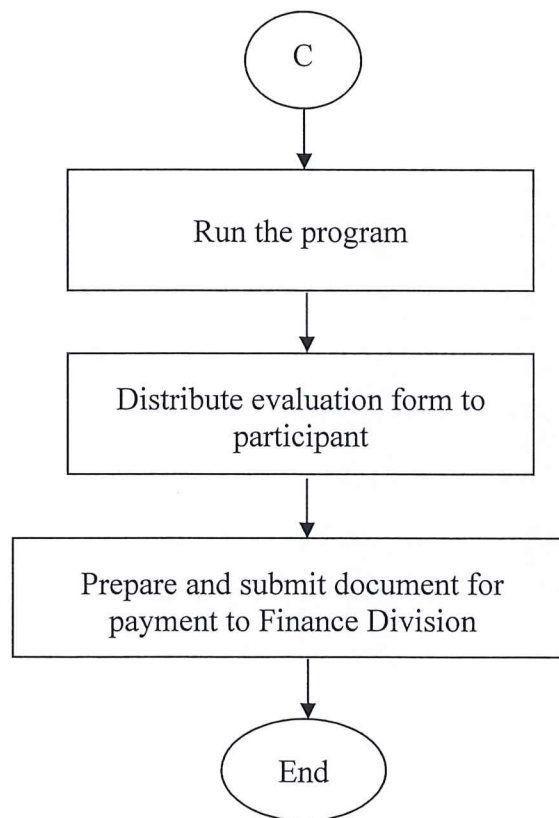 C
Run the program
Distribute evaluation form to
participant
Prepare and submit document for
payment to Finance Division
End